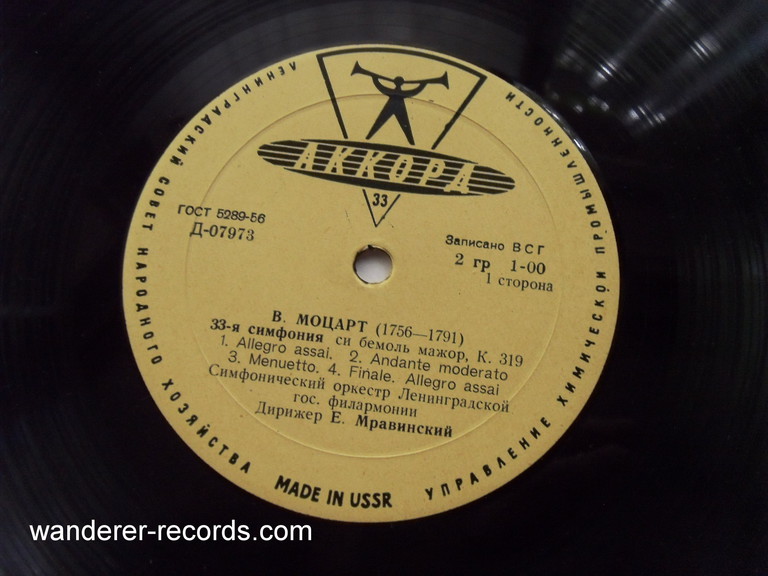 ЛЕНИНГРАДСКИЙ СОВЕТ НАРОДНОГО ХОЗЯЙСТВА
УПРАВЛЕНИЕ ХИМИЧЕСКОЙ ПРОМЫШЛЕННОСТИ
АККОРД
33
ГОСТ 5289-56
Д-07973
Записано ВСГ
2 гр 1-00
1 сторона
В. МОЦАРТ (1756—1791)
33-я симфония си бемоль мажор, К. 319
1. Allegro assai. 2. Andante moderato
3. Menuetto. 4. Finale. Allegro assai
Симфонический оркестр Ленинградской
гос. филармонии
Дирижер Е. Мравинский
MADE IN USSR
wanderer-records.com